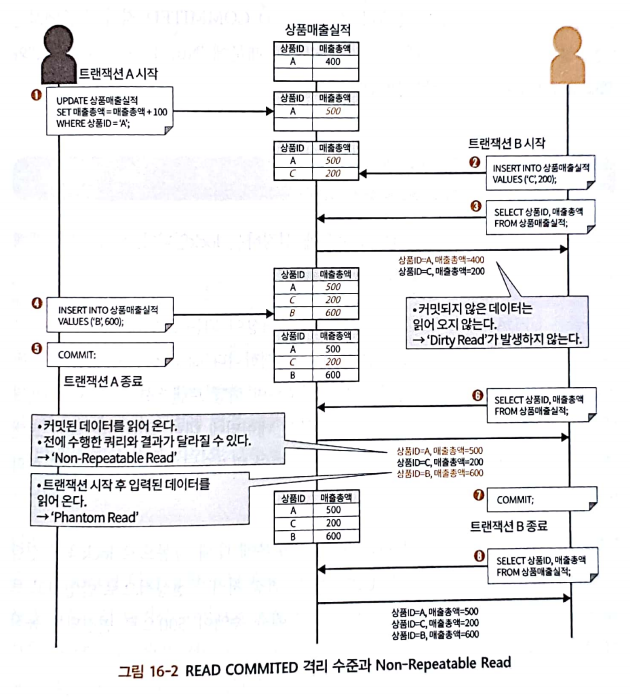 상품매출실적
상품ID 매출총액
A 400
트랜잭션 A 시작
❶
UPDATE 상품매출실적
SET 매출총액=매출총액+100
WHERE 상품ID='A';
상품ID 매출총액
A 500
트랜잭션 B 시작
상품ID 매출총액
A 500
C 200
❷
INSERT INTO 상품매출실적
VALUES ('C', 200);
❸
SELECT 상품ID, 매출총액
FROM 상품매출실적;
상품ID=A, 매출총액=400
상품ID=C, 매출총액=200
• 커밋되지 않은 데이터는
읽어 오지 않는다.
→ 'Dirty Read'가 발생하지 않는다.
❹
INSERT INTO 상품매출실적
VALUES ('B', 600);
상품ID 매출총액
A 500
C 200
B 600
❺
COMMIT;
트랜잭션 A 종료
상품ID 매출총액
A 500
C 200
B 600
❻
SELECT 상품ID, 매출총액
FROM 상품매출실적;
• 커밋된 데이터를 읽어 온다.
• 전에 수행한 쿼리와 결과가 달라질 수 있다.
→ 'Non-Repeatable Read'
상품ID=A, 매출총액=500
상품ID=C, 매출총액=200
상품ID=B, 매출총액=600
• 트랜잭션 시작 후 입력된 데이터를
읽어 온다.
→ 'Phantom Read'
상품ID 매출총액
A 500
C 200
B 600
❼
COMMIT;
트랜잭션 B 종료
❽
SELECT 상품ID, 매출총액
FROM 상품매출실적;
상품ID=A, 매출총액=500
상품ID=C, 매출총액=200
상품ID=B, 매출총액=600
그림 16-2 READ COMMITED 격리 수준과 Non-Repeatable Read